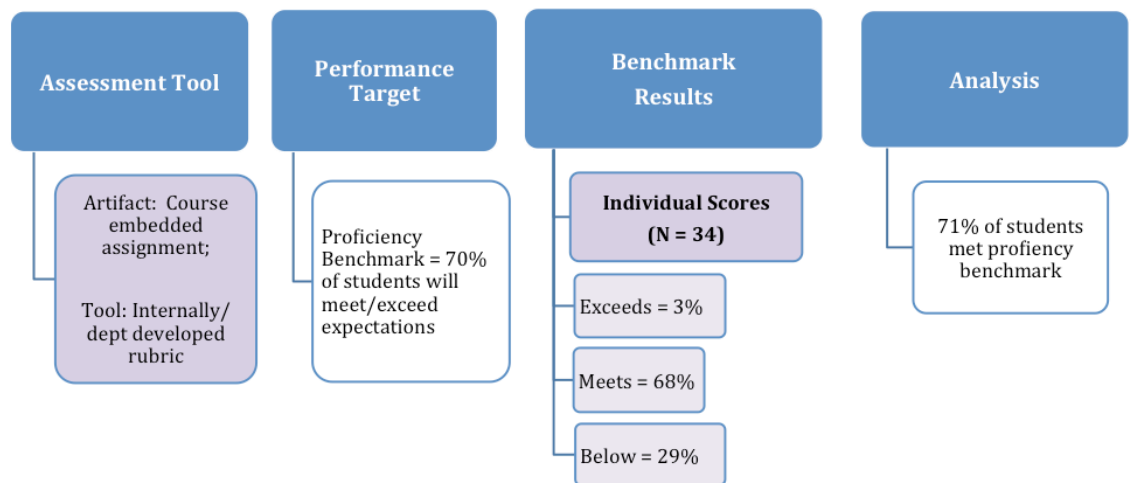 Assessment Tool
Artifact:  Course
embedded
assignment;
Tool: Internally/
dept developed
rubric
Performance
Target
Proficiency
Benchmark = 70%
of students will
meet/exceed
expectations
Benchmark
Results
Individual Scores
(N = 34)
Exceeds = 3%
Meets = 68%
Below = 29%
Analysis
71% of students
met profiency
benchmark